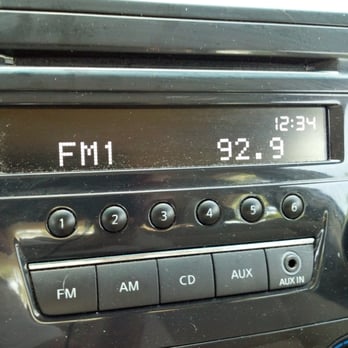 12:34
FM1 92.9
1 2 3 4 5 6
FM AM CD AUX AUX IN